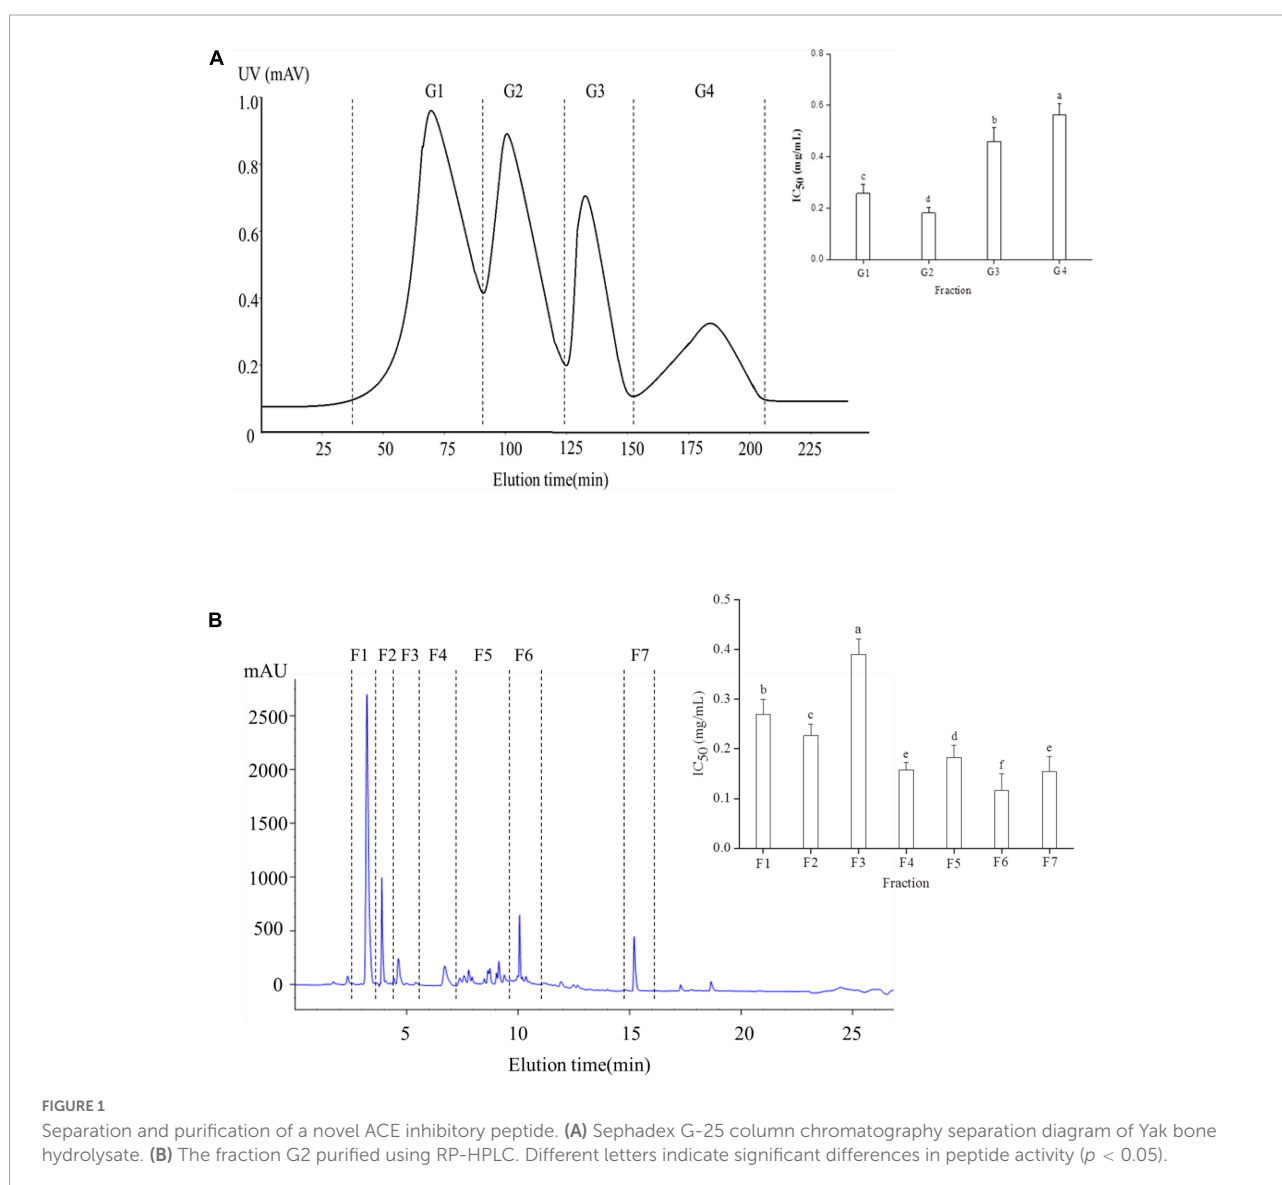 A
UV (mAV)
G1 G2 G3 G4
1.0
0.8
0.6
0.4
0.2
0
25 50 75 100 125 150 175 200 225
Elution time(min)
0.8
0.6
0.4
0.2
0.0
IC50 (mg/mL)
c d b a
G1 G2 G3 G4
Fraction
B
mAU
F1 F2 F3 F4 F5 F6 F7
2500
2000
1500
1000
500
0
5 10 15 20 25
Elution time(min)
0.5
0.4
0.3
0.2
0.1
0.0
IC50 (mg/mL)
b c a e d f e
F1 F2 F3 F4 F5 F6 F7
Fraction
FIGURE 1
Separation and purification of a novel ACE inhibitory peptide. (A) Sephadex G-25 column chromatography separation diagram of Yak bone
hydrolysate. (B) The fraction G2 purified using RP-HPLC. Different letters indicate significant differences in peptide activity (p < 0.05).